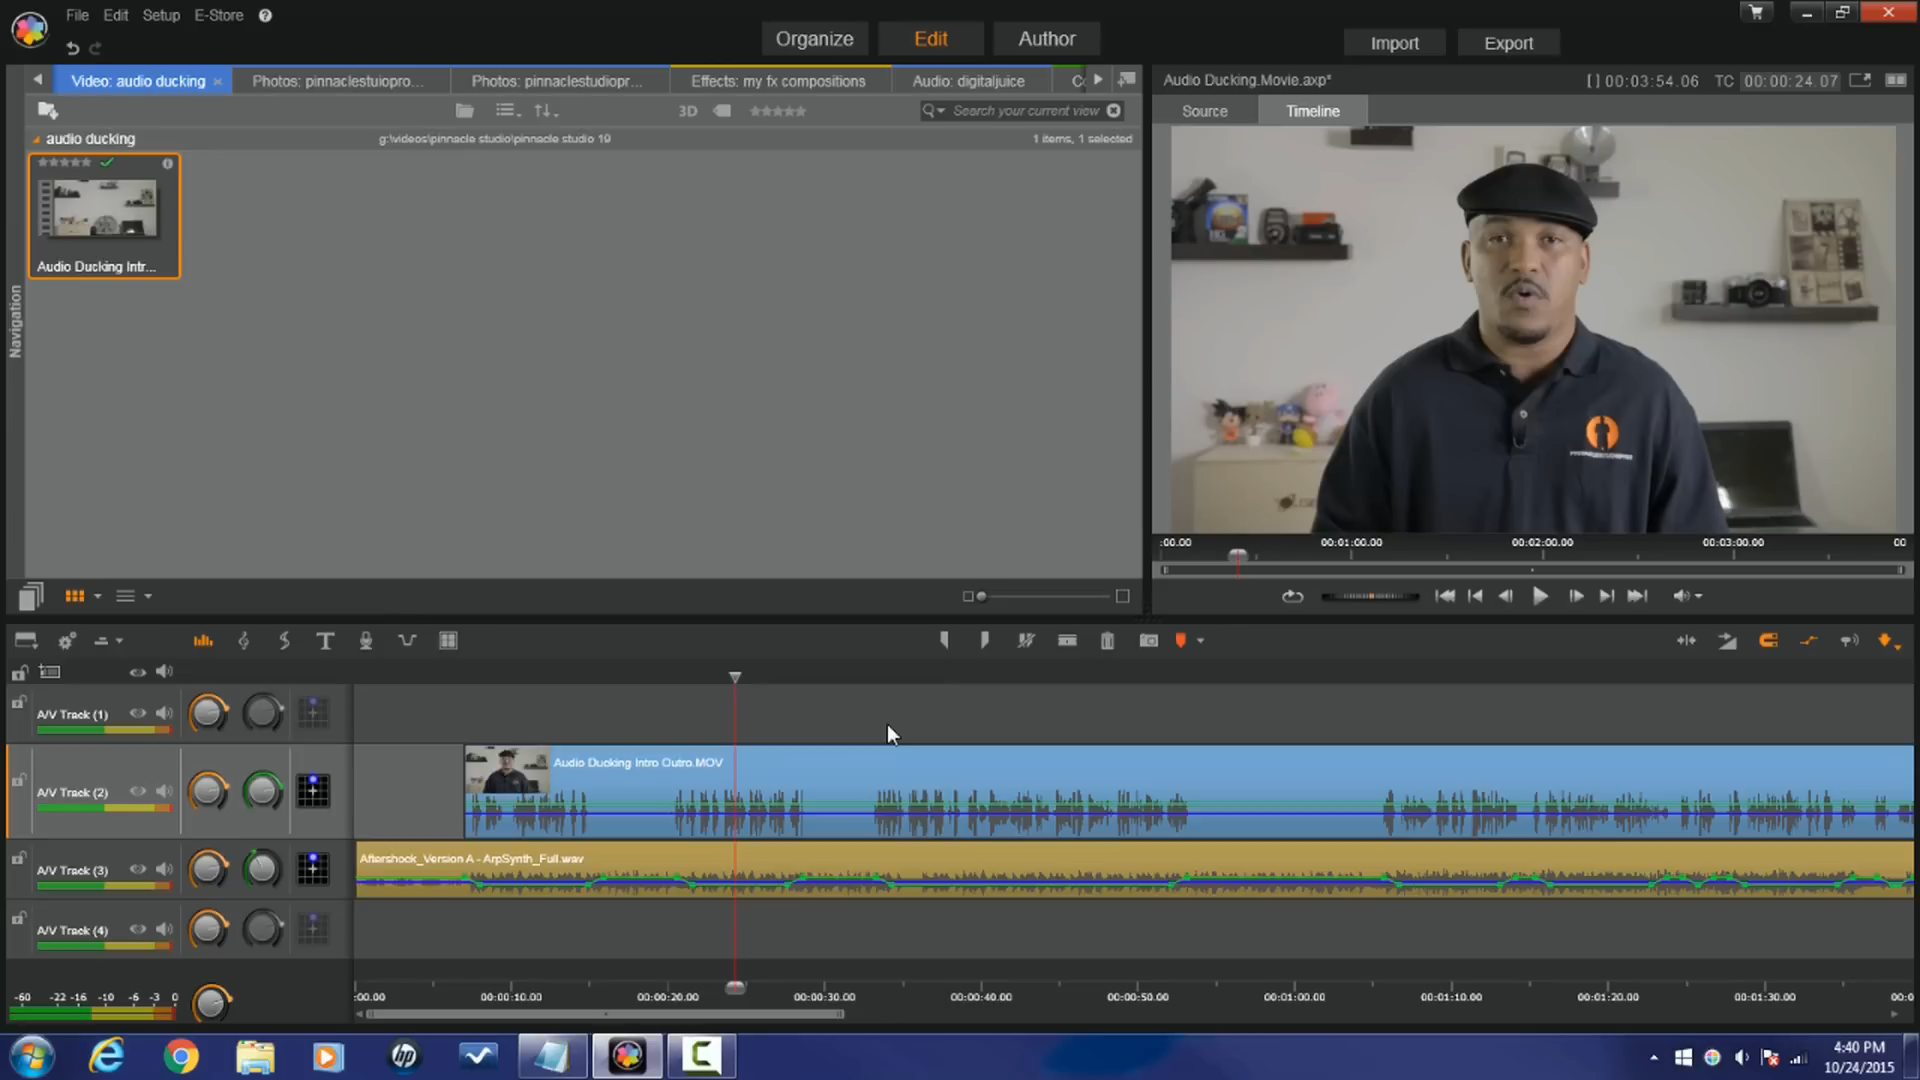 File Edit Setup E-Store ?
Organize Edit Author
Import Export
Video: audio ducking ×
Photos: pinnaclestuiopro...
Photos: pinnaclestudiopr...
Effects: my fx compositions
Audio: digitaljuice
Audio Ducking.Movie.axp*
[ ] 00:03:54.06 TC 00:00:24.07
3D
Search your current view
Source Timeline
audio ducking
g:\videos\pinnacle studio\pinnacle studio 19
1 items, 1 selected
Audio Ducking Intr...
Navigation
:00.00 00:01:00.00 00:02:00.00 00:03:00.00 00
A/V Track (1)
A/V Track (2)
Audio Ducking Intro Outro.MOV
A/V Track (3)
Aftershock_Version A - ArpSynth_Full.wav
A/V Track (4)
-60 -22 -16 -10 -6 -3 0
:00.00 00:00:10.00 00:00:20.00 00:00:30.00 00:00:40.00 00:00:50.00 00:01:00.00 00:01:10.00 00:01:20.00 00:01:30.00 00:0
hp
4:40 PM
10/24/2015